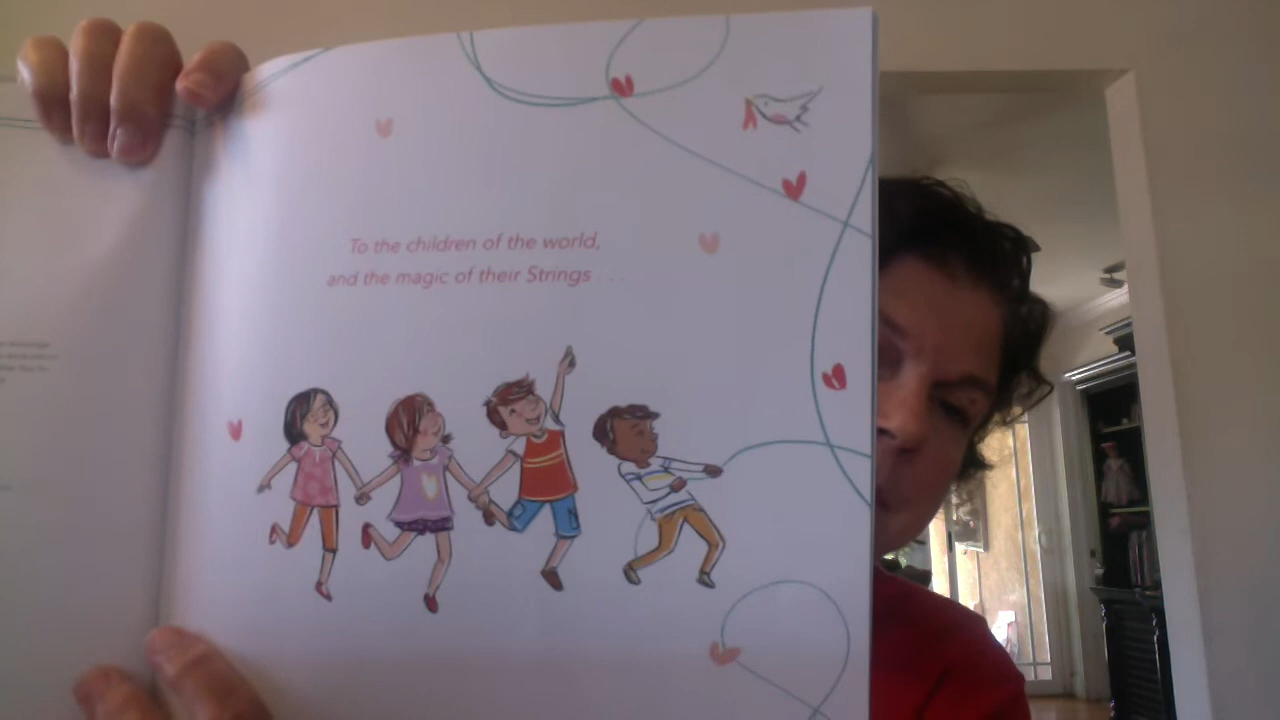 To the children of the world,
and the magic of their Strings . . .